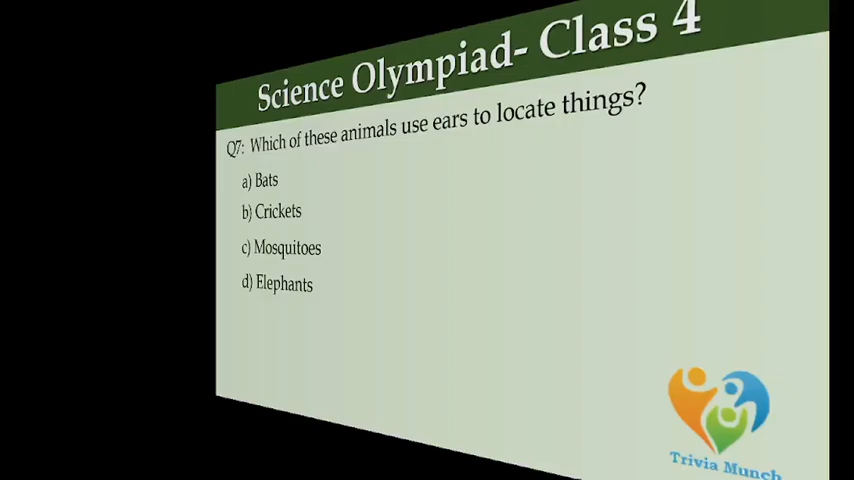 Science Olympiad- Class 4
Q7: Which of these animals use ears to locate things?
a) Bats
b) Crickets
c) Mosquitoes
d) Elephants
Trivia Munch